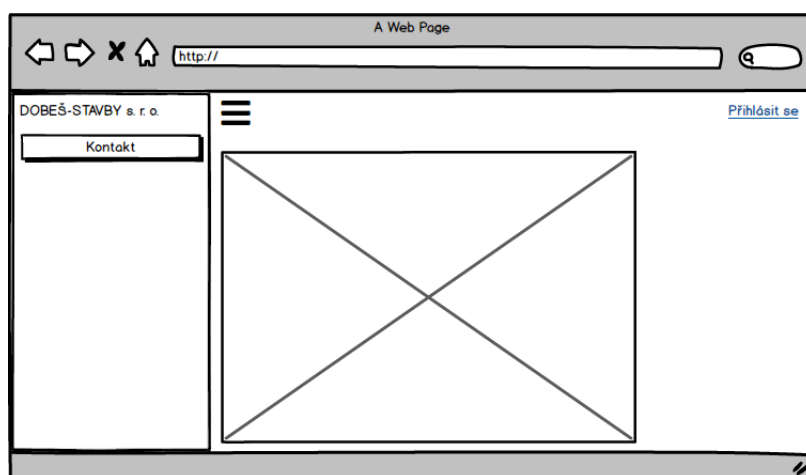 A Web Page
http://
DOBEŠ-STAVBY s. r. o.
Přihlásit se
Kontakt